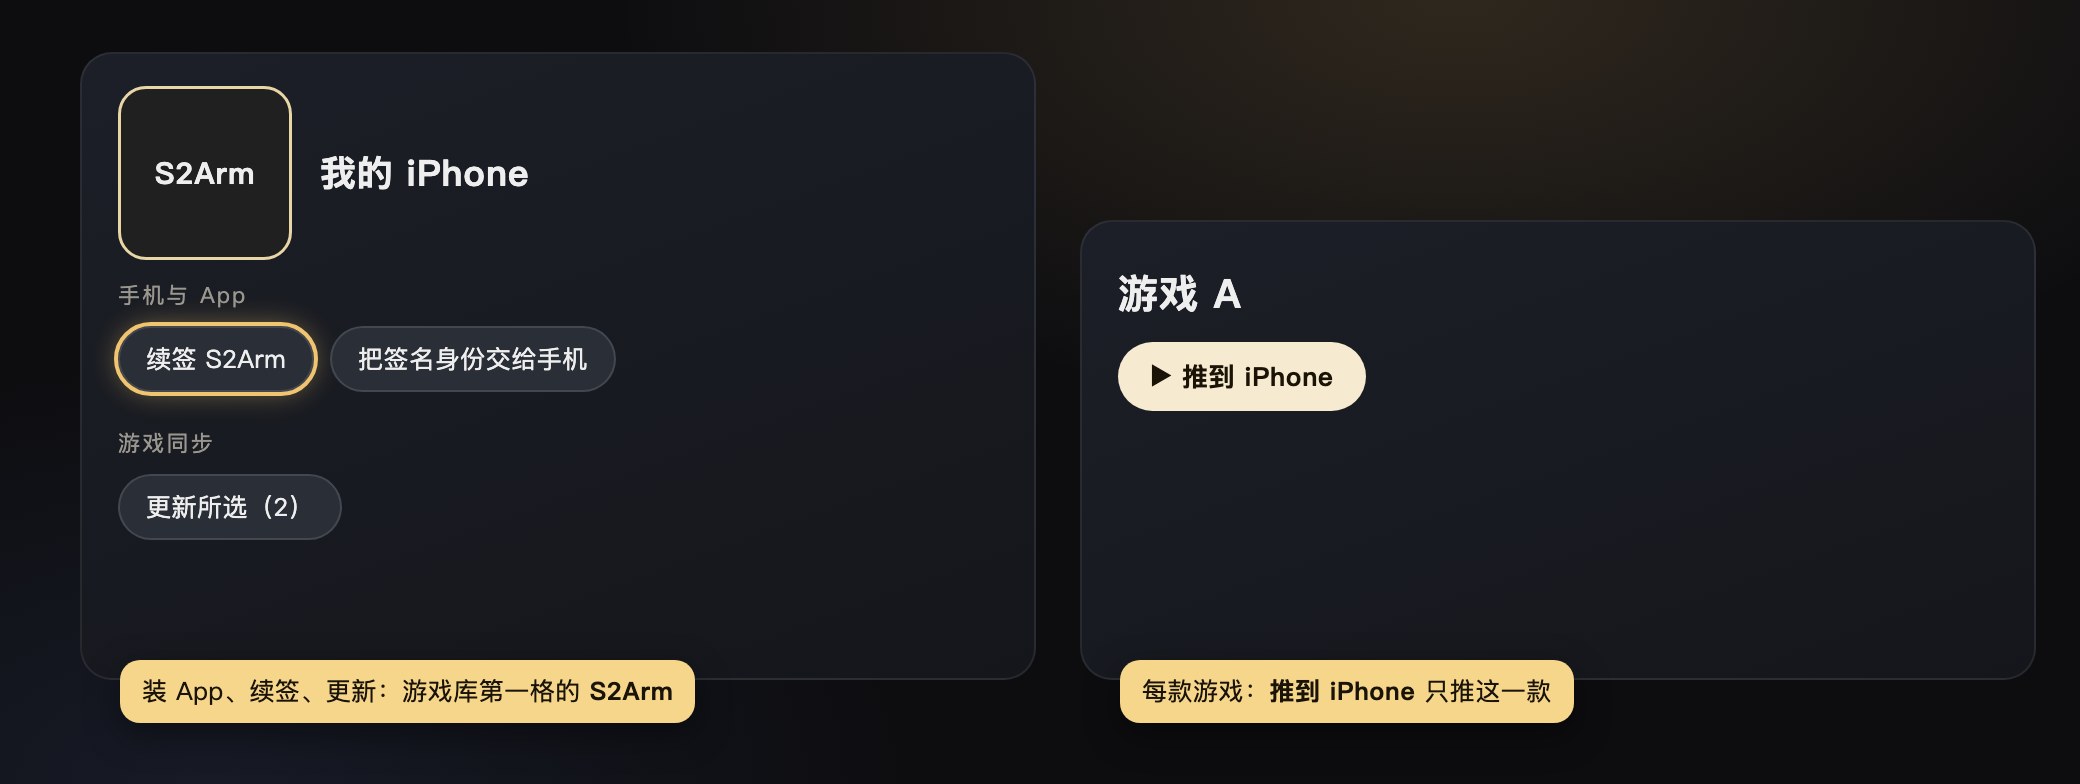 S2Arm
我的 iPhone
手机与 App
续签 S2Arm
把签名身份交给手机
游戏同步
更新所选（2）
装 App、续签、更新：游戏库第一格的 S2Arm
游戏 A
▶ 推到 iPhone
每款游戏：推到 iPhone 只推这一款